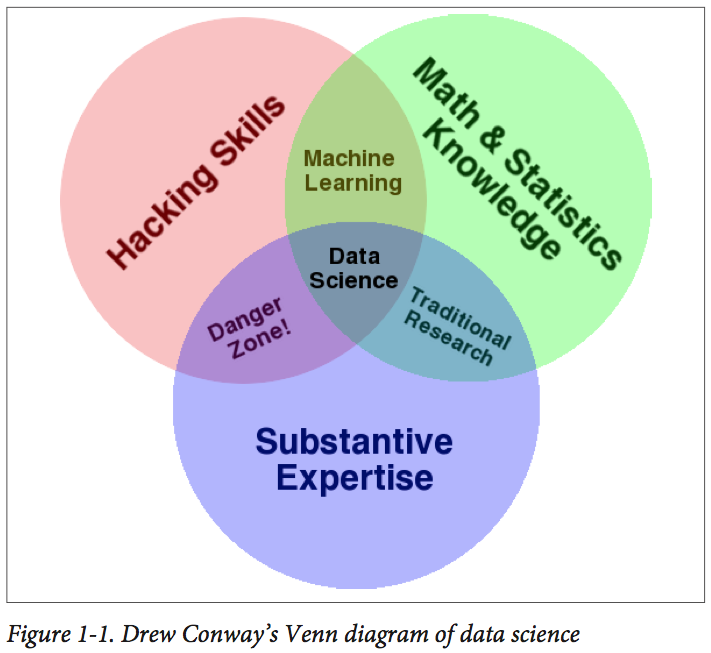 Hacking Skills
Math & Statistics
Knowledge
Machine
Learning
Data
Science
Danger
Zone!
Traditional
Research
Substantive
Expertise
Figure 1-1. Drew Conway’s Venn diagram of data science